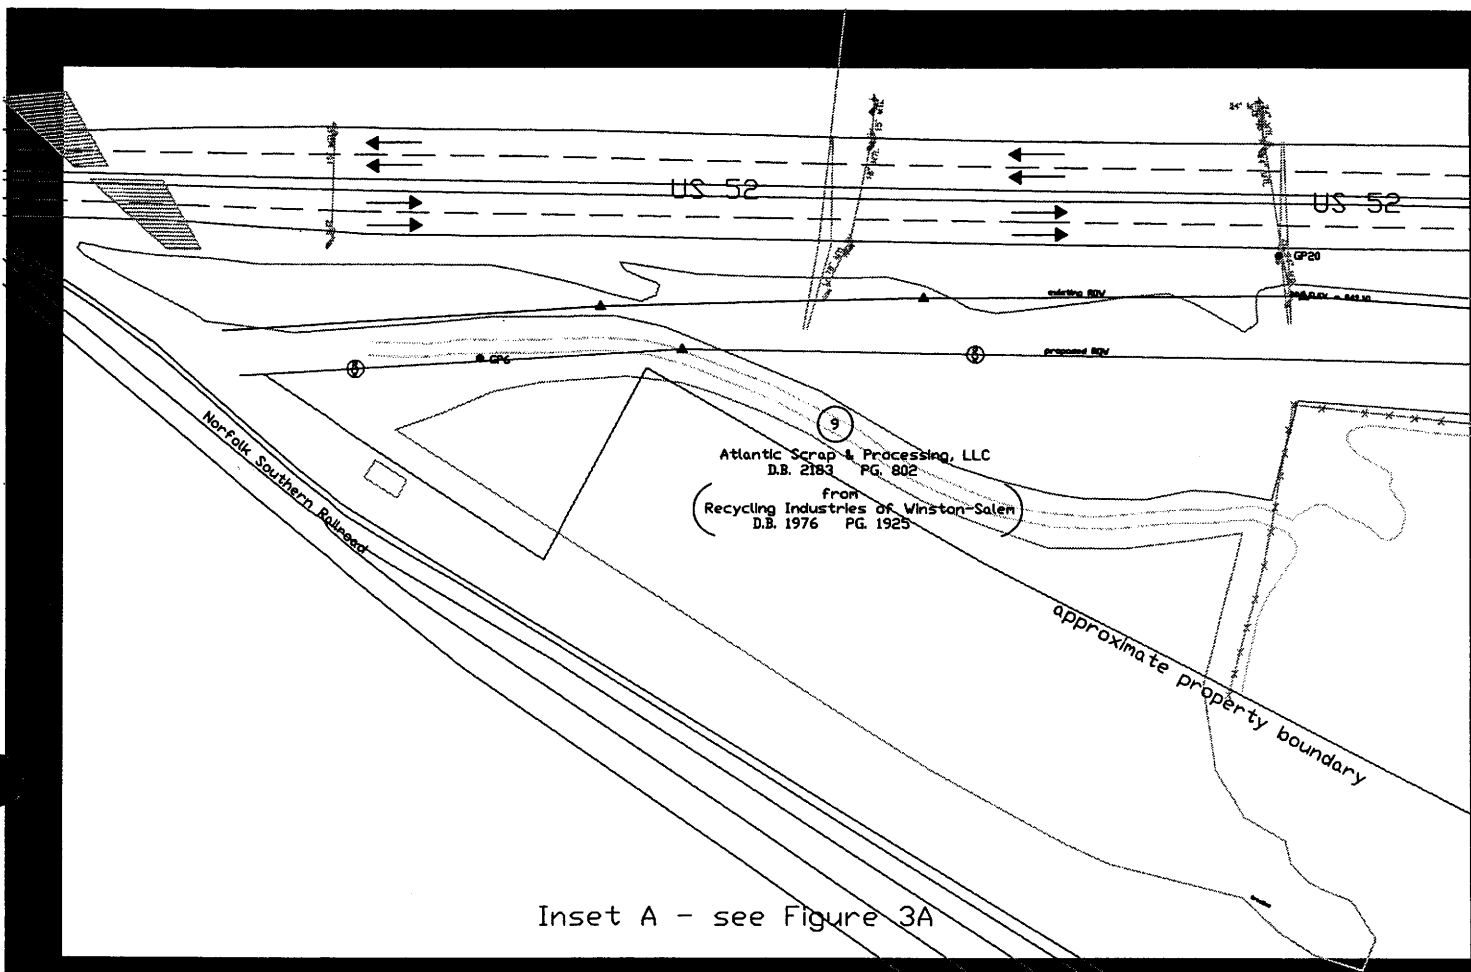 US 52
US 52
GP20
existing ROW
proposed ROW
GP6
9
Atlantic Scrap & Processing, LLC
D.B. 2183 PG. 802
from
Recycling Industries of Winston-Salem
D.B. 1976 PG. 1925
Norfolk Southern Railroad
approximate property boundary
Inset A - see Figure 3A